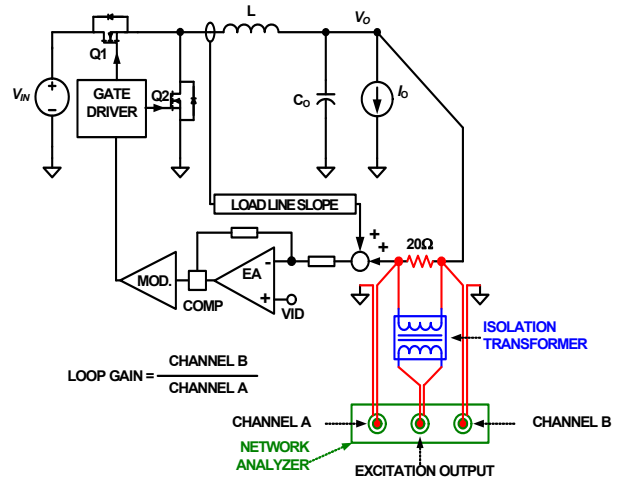 L
V_O
Q1
V_IN
+
−
GATE
DRIVER
Q2
C_O
I_O
LOAD LINE SLOPE
+
+
20Ω
MOD.
COMP
EA
-
+
VID
ISOLATION
TRANSFORMER
LOOP GAIN =
CHANNEL B
CHANNEL A
CHANNEL A
CHANNEL B
NETWORK
ANALYZER
EXCITATION OUTPUT